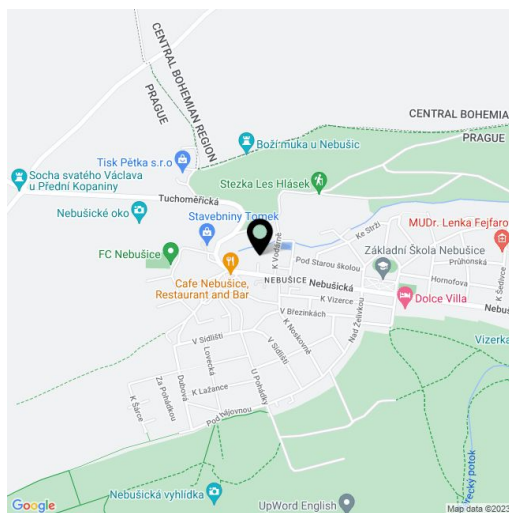 CENTRAL BOHEMIAN REGION
PRAGUE
CENTRAL BOHEMIA
PRAGUE
Boží muka u Nebušic
Tisk Pětka s.r.o
Socha svatého Václava
u Přední Kopaniny
Stezka Les Hlásek
Tuchoměřická
Nebušické oko
Stavebniny Tomek
MUDr. Lenka Fejfaro
Ke Strži
K Vodárně
Základní Škola Nebušice
FC Nebušice
Pod Starou školou
Průhonská
K Šedivce
Cafe Nebušice,
Restaurant and Bar
NEBUŠICE
Nebušická
Hornofova
K Vizerce
Dolce Villa
Nebuš
V Březinkách
Nad Želivkou
K Noskovně
V Sídlišti
V Sídlišti
Vizerka
Lovecká
U Pohádky
Dubová
Za Pohádkou
K Lažance
K Šárce
Pod Hájovnou
Nebušická vyhlídka
UpWord English
řecký potok
Google
Map data ©2023